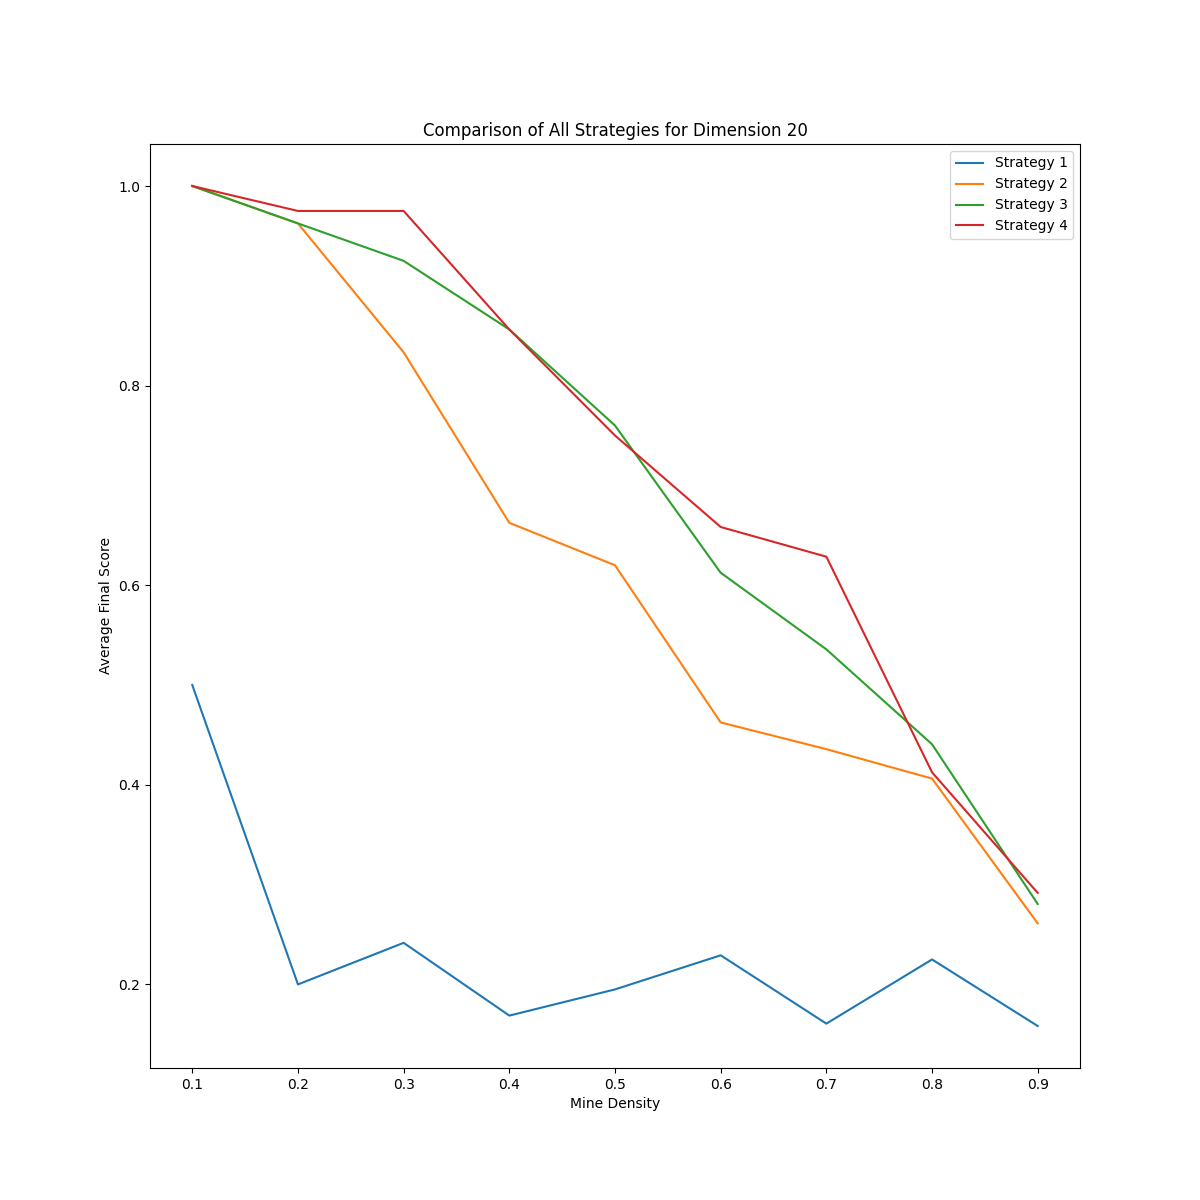 Comparison of All Strategies for Dimension 20
Strategy 1
Strategy 2
Strategy 3
Strategy 4
Average Final Score
1.0
0.8
0.6
0.4
0.2
0.1 0.2 0.3 0.4 0.5 0.6 0.7 0.8 0.9
Mine Density